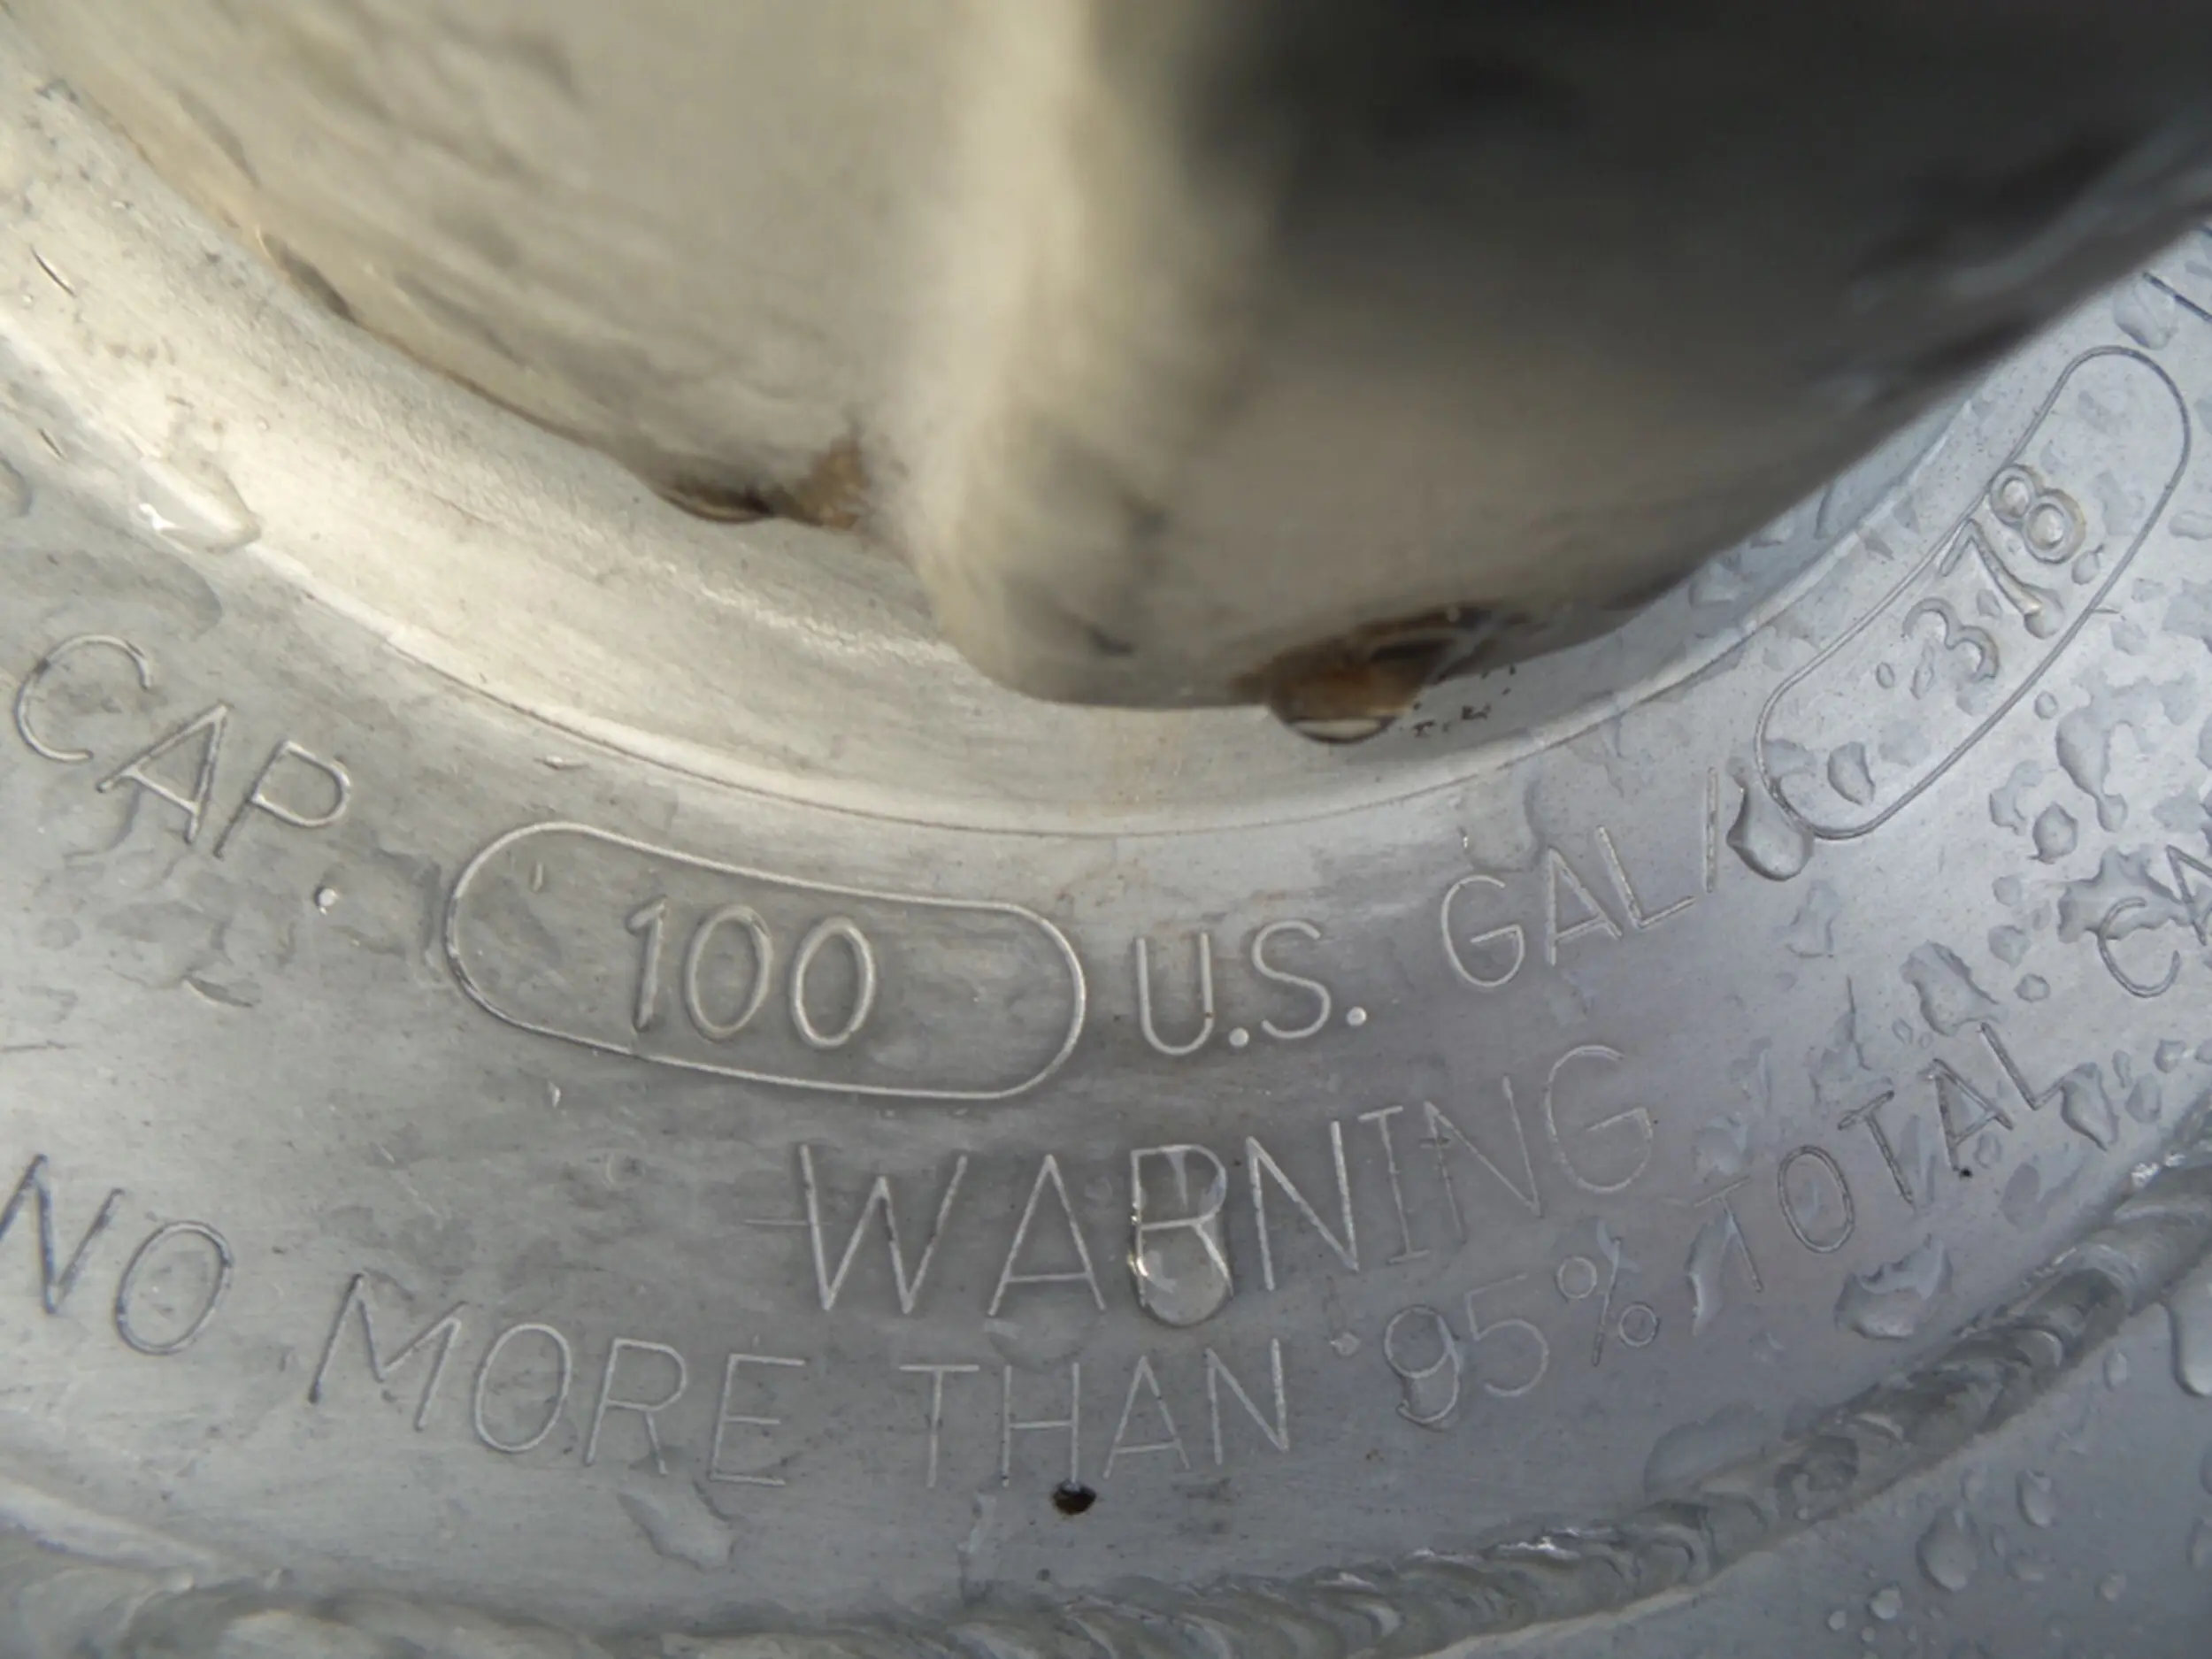 CAP. 100 U.S. GAL/ 378
WARNING
NO MORE THAN 95% TOTAL